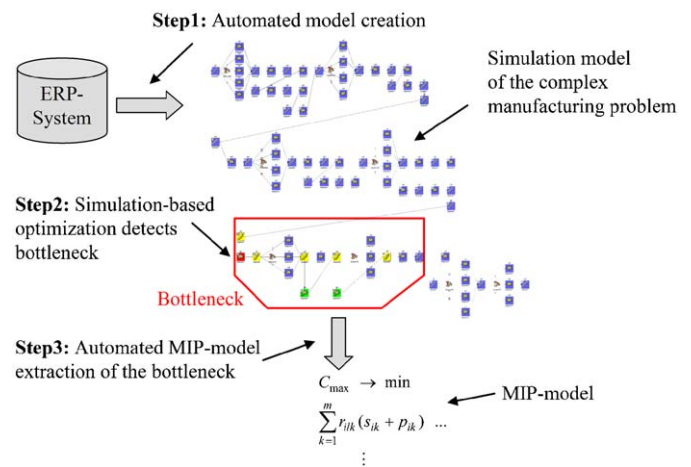 Step1: Automated model creation
ERP-
System
Simulation model
of the complex
manufacturing problem
Step2: Simulation-based
optimization detects
bottleneck
Bottleneck
Step3: Automated MIP-model
extraction of the bottleneck
C_max → min
∑_{k=1}^{m} r_{ilk}(s_{ik} + p_{ik}) ...
⋮
MIP-model